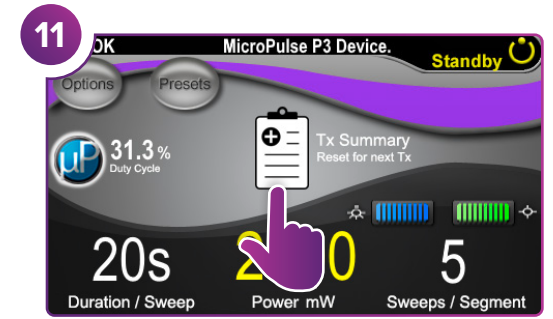 11
OK
MicroPulse P3 Device.
Standby
Options
Presets
μP
31.3 %
Duty Cycle
Tx Summary
Reset for next Tx
20s
5
Duration / Sweep
Power mW
Sweeps / Segment